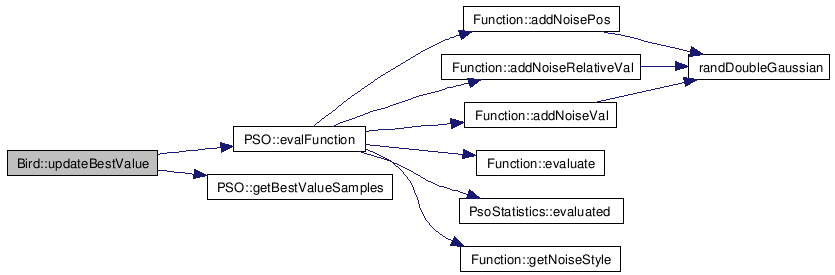 Bird::updateBestValue
PSO::evalFunction
PSO::getBestValueSamples
Function::addNoisePos
Function::addNoiseRelativeVal
Function::addNoiseVal
Function::evaluate
PsoStatistics::evaluated
Function::getNoiseStyle
randDoubleGaussian